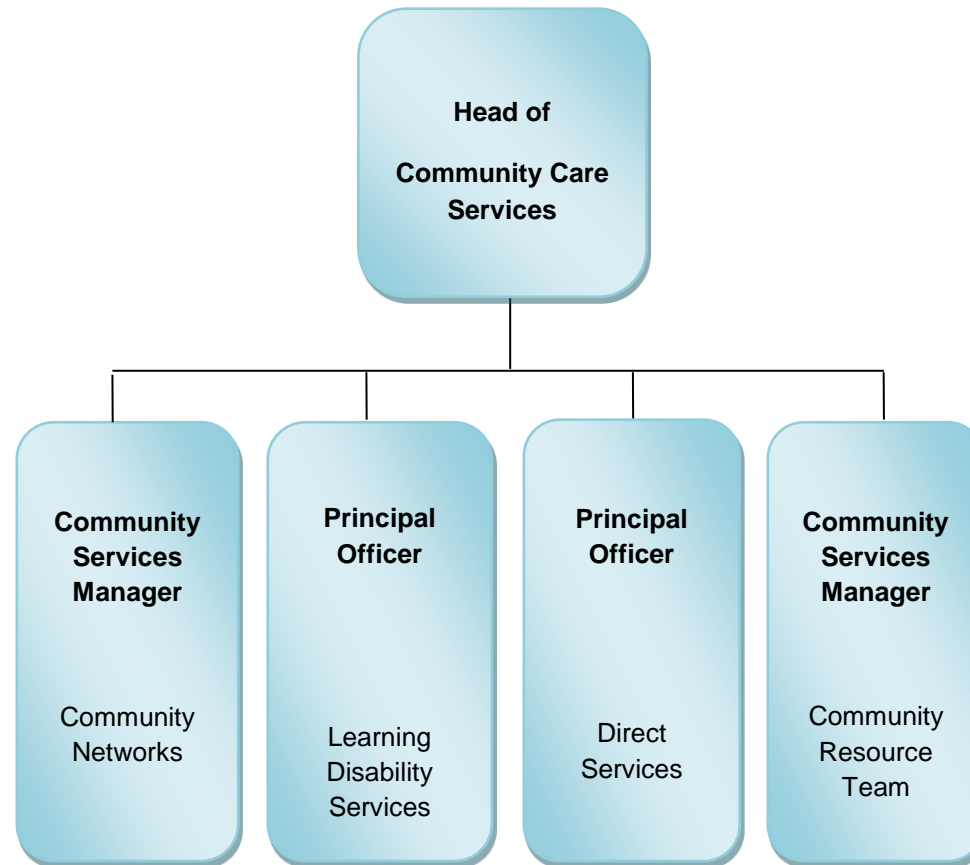 Head of
Community Care
Services
Community
Services
Manager
Community
Networks
Principal
Officer
Learning
Disability
Services
Principal
Officer
Direct
Services
Community
Services
Manager
Community
Resource
Team